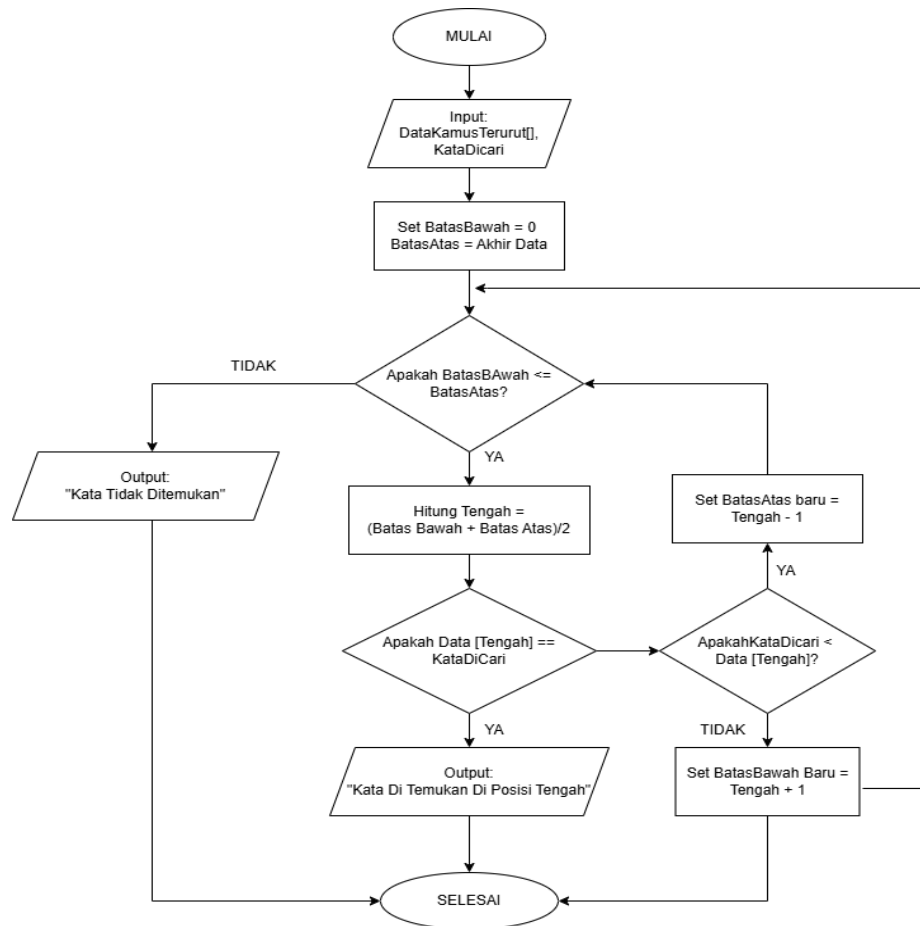 MULAI
Input:
DataKamusTerurut[],
KataDicari
Set BatasBawah = 0
BatasAtas = Akhir Data
TIDAK
Apakah BatasBAwah <=
BatasAtas?
YA
Output:
"Kata Tidak Ditemukan"
Hitung Tengah =
(Batas Bawah + Batas Atas)/2
Set BatasAtas baru =
Tengah - 1
YA
Apakah Data [Tengah] ==
KataDiCari
ApakahKataDicari <
Data [Tengah]?
YA
TIDAK
Output:
"Kata Di Temukan Di Posisi Tengah"
Set BatasBawah Baru =
Tengah + 1
SELESAI